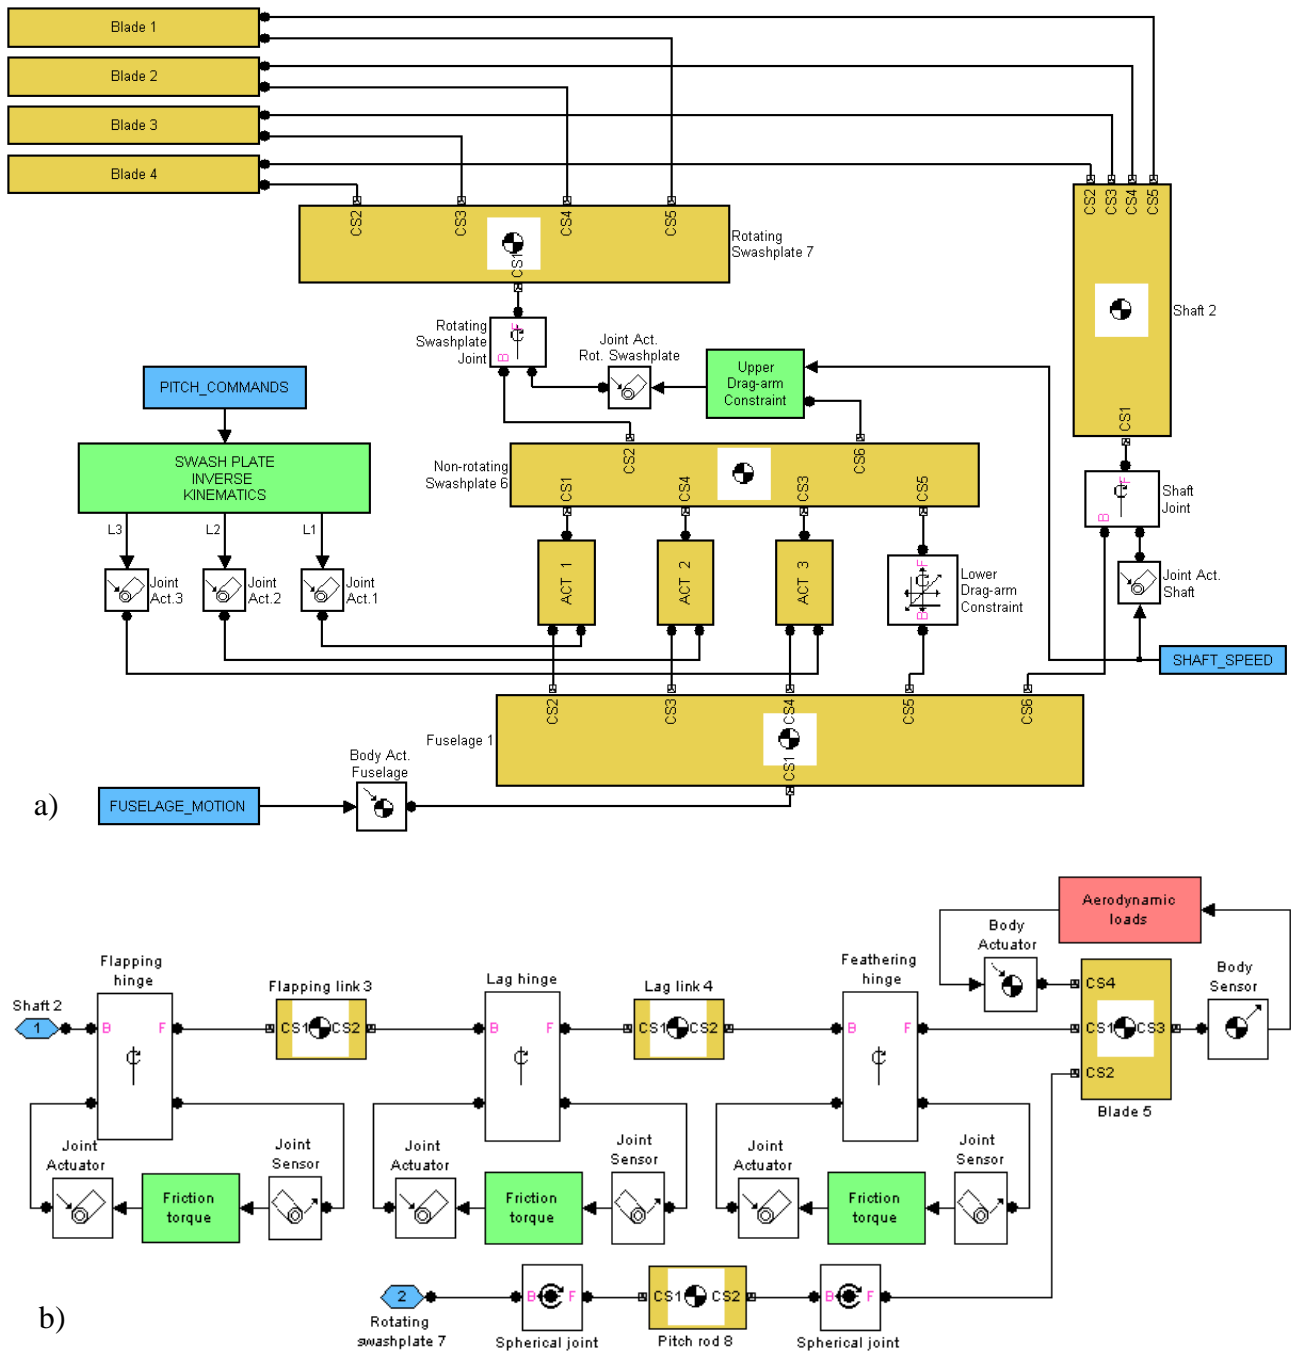 Blade 1
Blade 2
Blade 3
Blade 4
CS2
CS3
CS4
CS5
CS1
Rotating
Swashplate 7
CS2
CS3
CS4
CS5
Shaft 2
CS1
Rotating
Swashplate
Joint
B
F
Joint Act.
Rot. Swashplate
Upper
Drag-arm
Constraint
PITCH_COMMANDS
SWASH PLATE
INVERSE
KINEMATICS
L3
L2
L1
Joint
Act.3
Joint
Act.2
Joint
Act.1
Non-rotating
Swashplate 6
CS2
CS6
CS1
CS4
CS3
CS5
ACT 1
ACT 2
ACT 3
F
B
Lower
Drag-arm
Constraint
B
F
Shaft
Joint
Joint Act.
Shaft
SHAFT_SPEED
Fuselage 1
CS2
CS3
CS4
CS5
CS6
CS1
Body Act.
Fuselage
FUSELAGE_MOTION
a)
Aerodynamic
loads
Body
Actuator
Body
Sensor
Flapping
hinge
Flapping link 3
Lag hinge
Lag link 4
Feathering
hinge
Shaft 2
1
B
F
CS1
CS2
B
F
CS1
CS2
B
F
CS4
CS1
CS3
CS2
Blade 5
Joint
Actuator
Friction
torque
Joint
Sensor
Joint
Actuator
Friction
torque
Joint
Sensor
Joint
Actuator
Friction
torque
Joint
Sensor
2
Rotating
swashplate 7
B
F
Spherical joint
CS1
CS2
Pitch rod 8
B
F
Spherical joint
b)